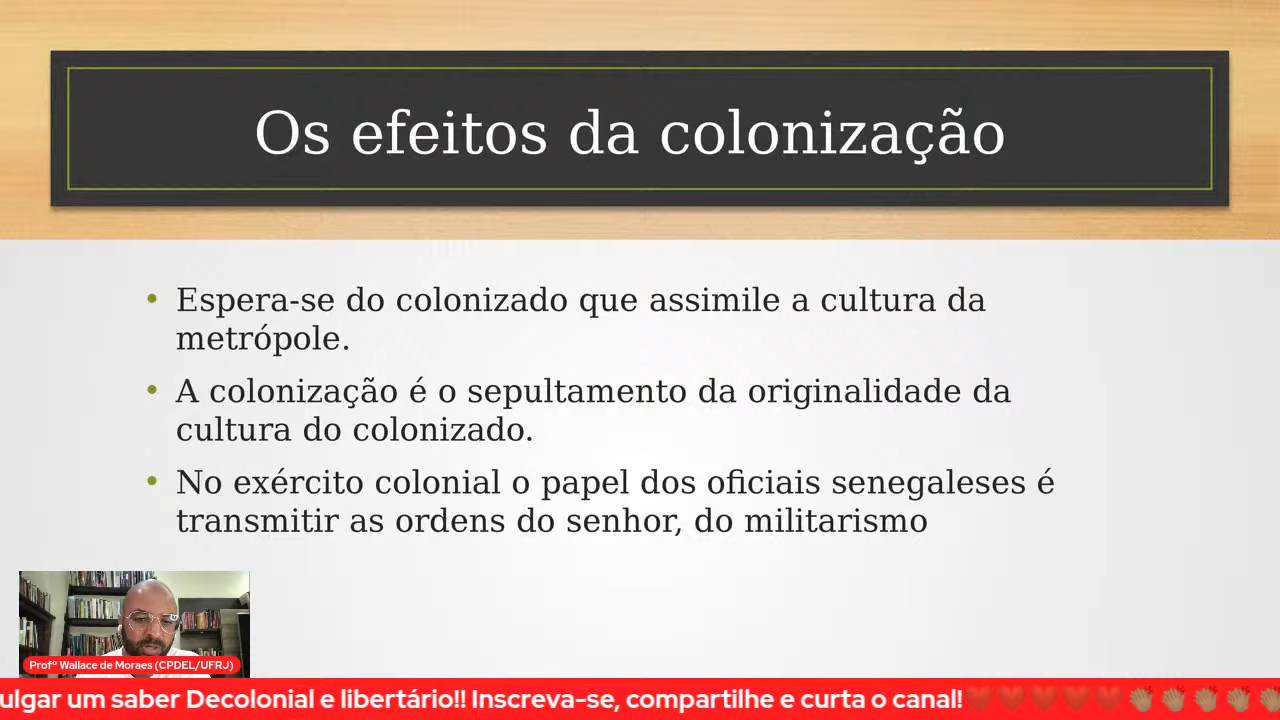 Os efeitos da colonização
• Espera-se do colonizado que assimile a cultura da
metrópole.
• A colonização é o sepultamento da originalidade da
cultura do colonizado.
• No exército colonial o papel dos oficiais senegaleses é
transmitir as ordens do senhor, do militarismo
Profº Wallace de Moraes (CPDEL/UFRJ)
ulgar um saber Decolonial e libertário!! Inscreva-se, compartilhe e curta o canal!